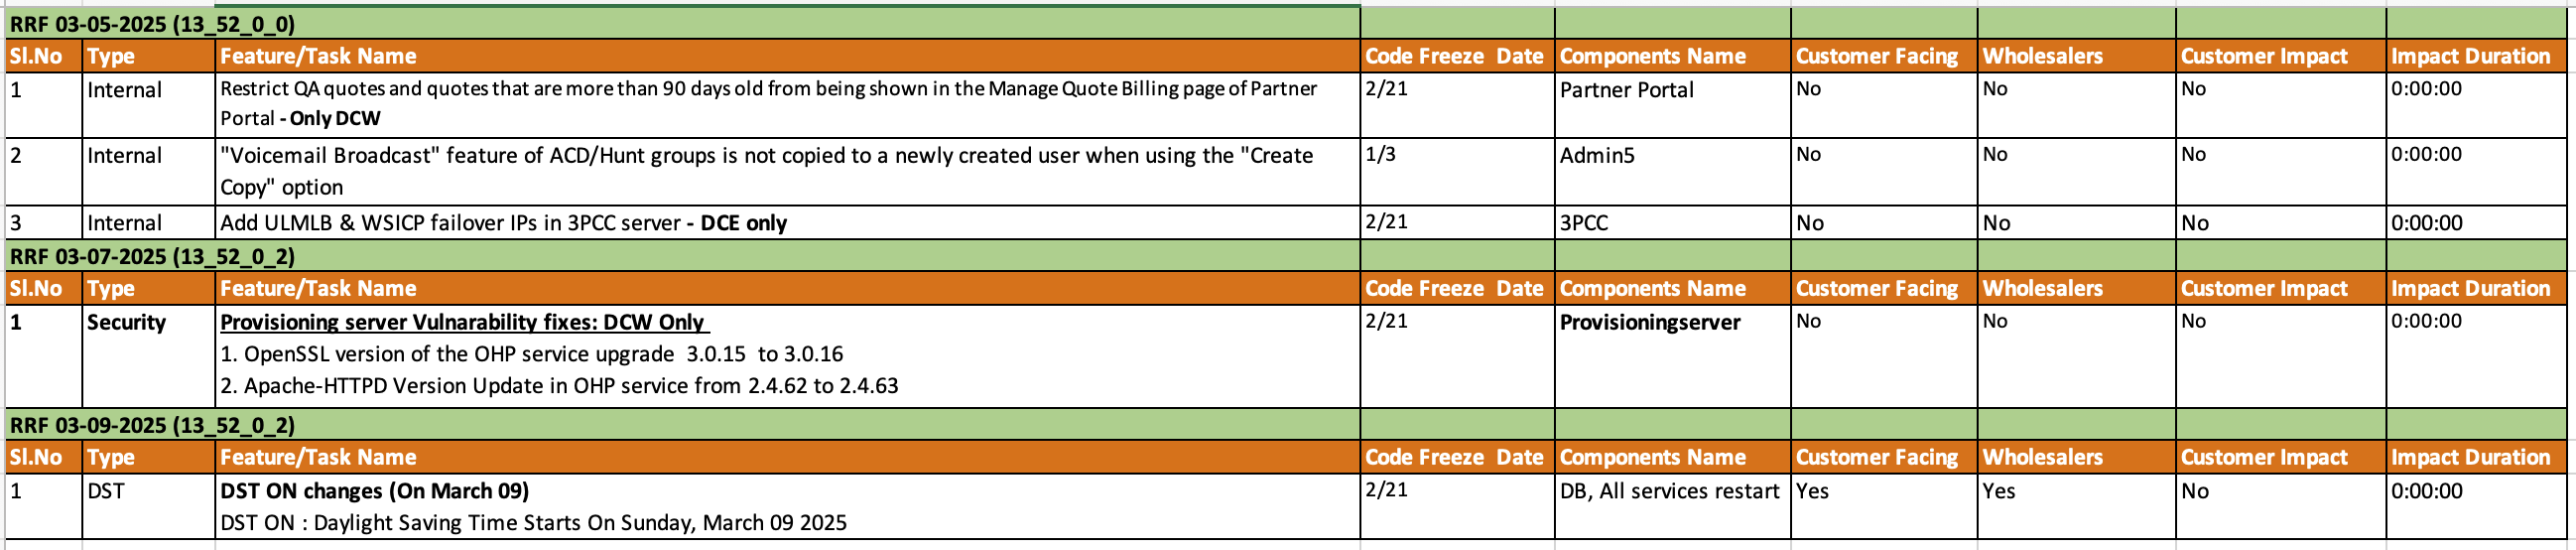 RRF 03-05-2025 (13_52_0_0)
Sl.No Type Feature/Task Name Code Freeze  Date Components Name Customer Facing Wholesalers Customer Impact Impact Duration
1 Internal Restrict QA quotes and quotes that are more than 90 days old from being shown in the Manage Quote Billing page of Partner 2/21 Partner Portal No No No 0:00:00
Portal - Only DCW
2 Internal "Voicemail Broadcast" feature of ACD/Hunt groups is not copied to a newly created user when using the "Create 1/3 Admin5 No No No 0:00:00
Copy" option
3 Internal Add ULMLB & WSICP failover IPs in 3PCC server - DCE only 2/21 3PCC No No No 0:00:00
RRF 03-07-2025 (13_52_0_2)
Sl.No Type Feature/Task Name Code Freeze  Date Components Name Customer Facing Wholesalers Customer Impact Impact Duration
1 Security Provisioning server Vulnarability fixes: DCW Only 2/21 Provisioningserver No No No 0:00:00
1. OpenSSL version of the OHP service upgrade  3.0.15  to 3.0.16
2. Apache-HTTPD Version Update in OHP service from 2.4.62 to 2.4.63
RRF 03-09-2025 (13_52_0_2)
Sl.No Type Feature/Task Name Code Freeze  Date Components Name Customer Facing Wholesalers Customer Impact Impact Duration
1 DST DST ON changes (On March 09) 2/21 DB, All services restart Yes Yes No 0:00:00
DST ON : Daylight Saving Time Starts On Sunday, March 09 2025